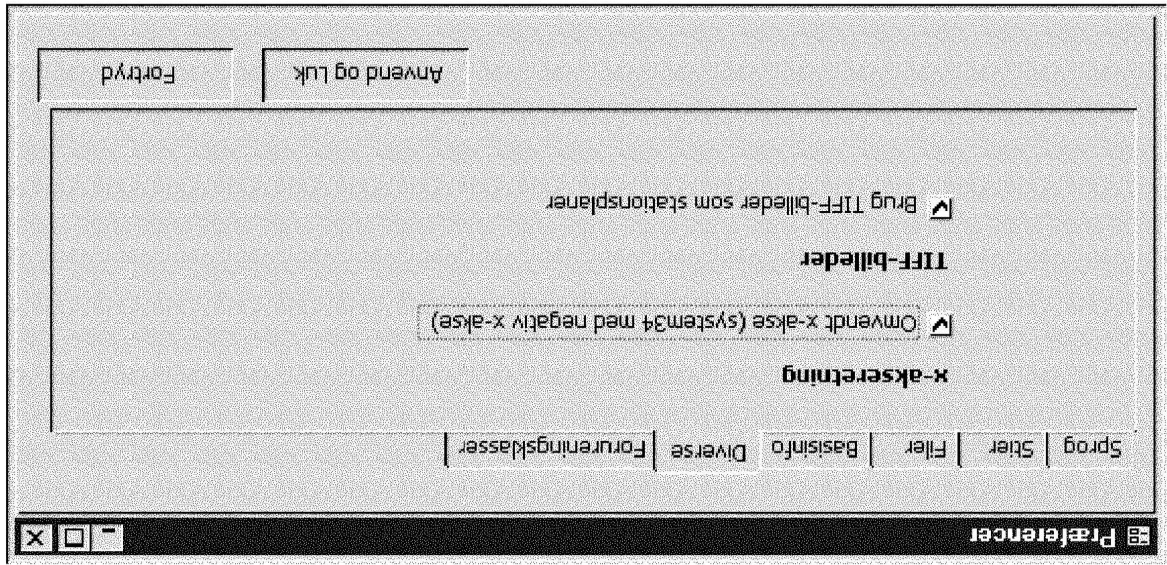 Præferencer
Sprog
Stier
Filer
Basisinfo
Diverse
Forureningsklasser
x-akseretning
Omvendt x-akse (system34 med negativ x-akse)
TIFF-billeder
Brug TIFF-billeder som stationsplaner
Anvend og Luk
Fortryd